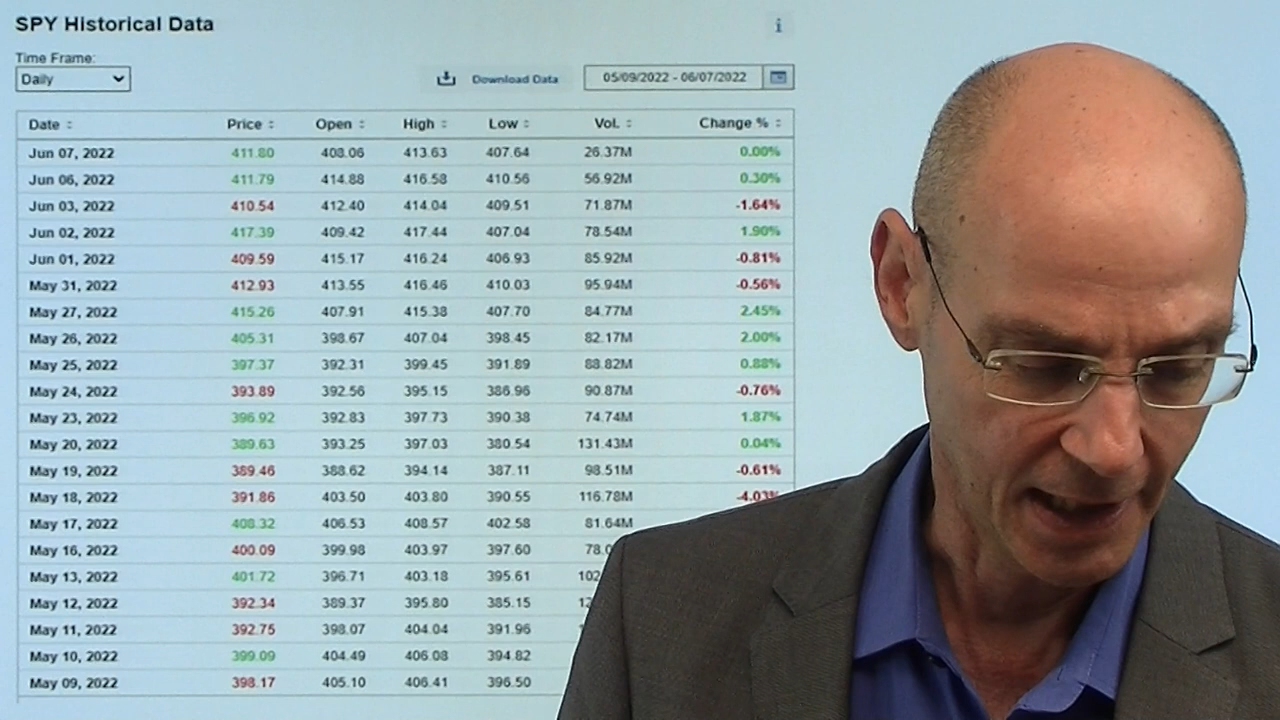 SPY Historical Data
Time Frame:
Daily Download Data 05/09/2022 - 06/07/2022
Date Price Open High Low Vol. Change %
Jun 07, 2022 411.80 408.06 413.63 407.64 26.37M 0.00%
Jun 06, 2022 411.79 414.88 416.58 410.56 56.92M 0.30%
Jun 03, 2022 410.54 412.40 414.04 409.51 71.87M -1.64%
Jun 02, 2022 417.39 409.42 417.44 407.04 78.54M 1.90%
Jun 01, 2022 409.59 415.17 416.24 406.93 85.92M -0.81%
May 31, 2022 412.93 413.55 416.46 410.03 95.94M -0.56%
May 27, 2022 415.26 407.91 415.38 407.70 84.77M 2.45%
May 26, 2022 405.31 398.67 407.04 398.45 82.17M 2.00%
May 25, 2022 397.37 392.31 399.45 391.89 88.82M 0.88%
May 24, 2022 393.89 392.56 395.15 386.96 90.87M -0.76%
May 23, 2022 396.92 392.83 397.73 390.38 74.74M 1.87%
May 20, 2022 389.63 393.25 397.03 380.54 131.43M 0.04%
May 19, 2022 389.46 388.62 394.14 387.11 98.51M -0.61%
May 18, 2022 391.86 403.50 403.80 390.55 116.78M -4.03%
May 17, 2022 408.32 406.53 408.57 402.58 81.64M
May 16, 2022 400.09 399.98 403.97 397.60 78.0
May 13, 2022 401.72 396.71 403.18 395.61 102
May 12, 2022 392.34 389.37 395.80 385.15 12
May 11, 2022 392.75 398.07 404.04 391.96
May 10, 2022 399.09 404.49 406.08 394.82
May 09, 2022 398.17 405.10 406.41 396.50